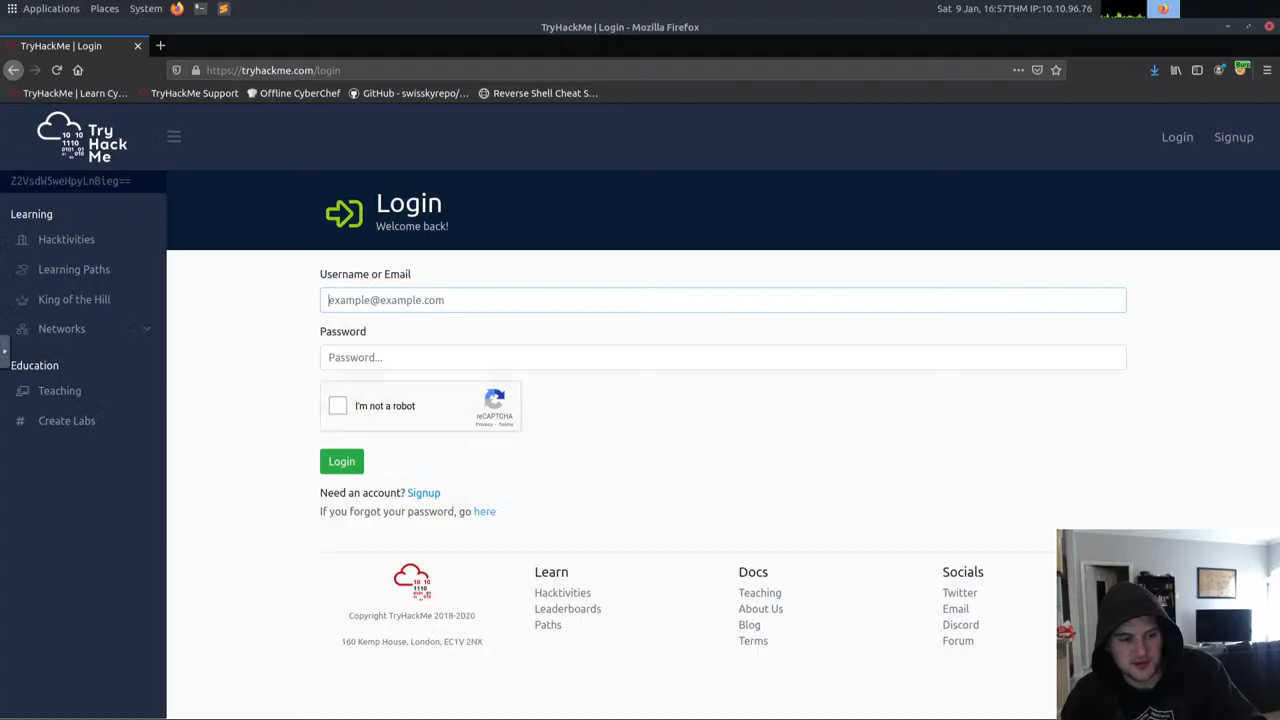 Applications Places System Sat 9 Jan, 16:57 THM IP:10.10.96.76
TryHackMe | Login - Mozilla Firefox
TryHackMe | Login
https://tryhackme.com/login
Burp
TryHackMe | Learn Cy... TryHackMe Support Offline CyberChef GitHub - swisskyrepo/... Reverse Shell Cheat S...
Try
Hack
Me
Login Signup
Z2VsdW5weHpyLnBieg==
Learning
Hacktivities
Learning Paths
King of the Hill
Networks
Education
Teaching
Create Labs
Login
Welcome back!
Username or Email
example@example.com
Password
Password...
I'm not a robot
reCAPTCHA
Privacy - Terms
Login
Need an account? Signup
If you forgot your password, go here
Copyright TryHackMe 2018-2020
160 Kemp House, London, EC1V 2NX
Learn
Hacktivities
Leaderboards
Paths
Docs
Teaching
About Us
Blog
Terms
Socials
Twitter
Email
Discord
Forum